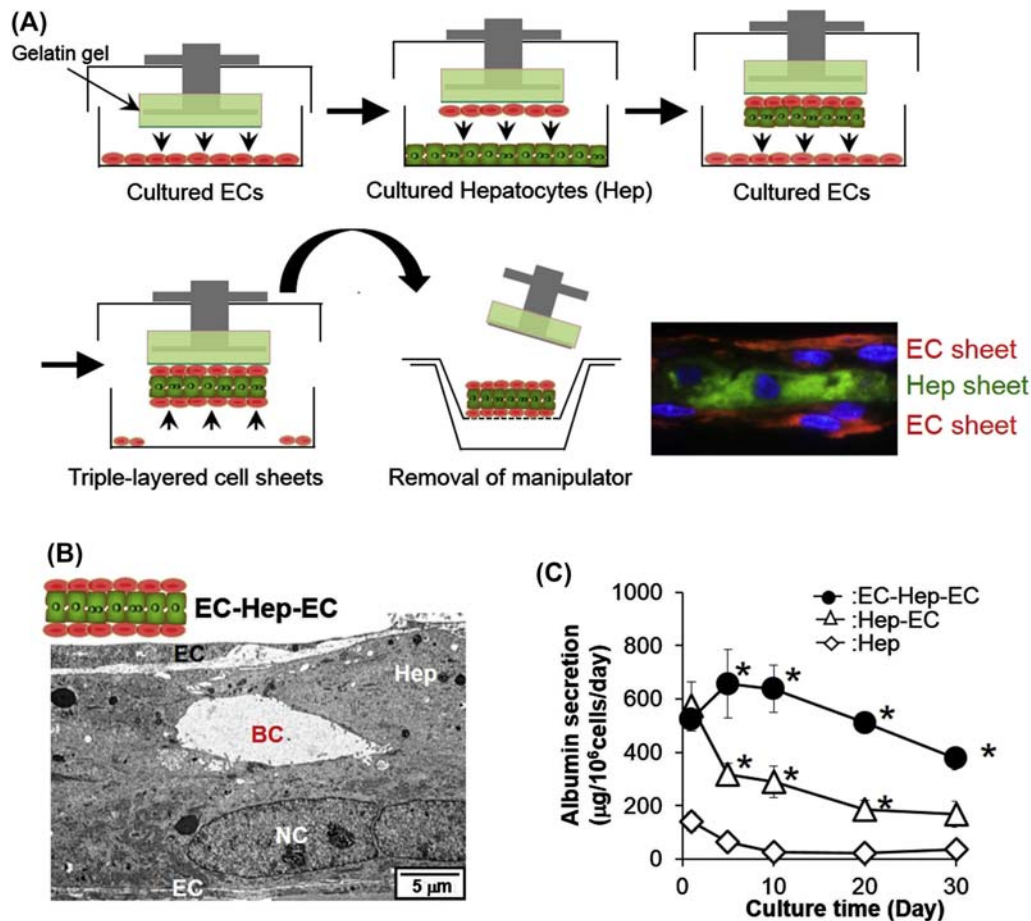 (A)
Gelatin gel
Cultured ECs
Cultured Hepatocytes (Hep)
Cultured ECs
Triple-layered cell sheets
Removal of manipulator
EC sheet
Hep sheet
EC sheet
(B)
EC-Hep-EC
EC
Hep
BC
NC
EC
5 μm
(C)
Albumin secretion
(μg/10⁶cells/day)
1000
800
600
400
200
0
:EC-Hep-EC
:Hep-EC
:Hep
* * * *
* * *
0 10 20 30
Culture time (Day)